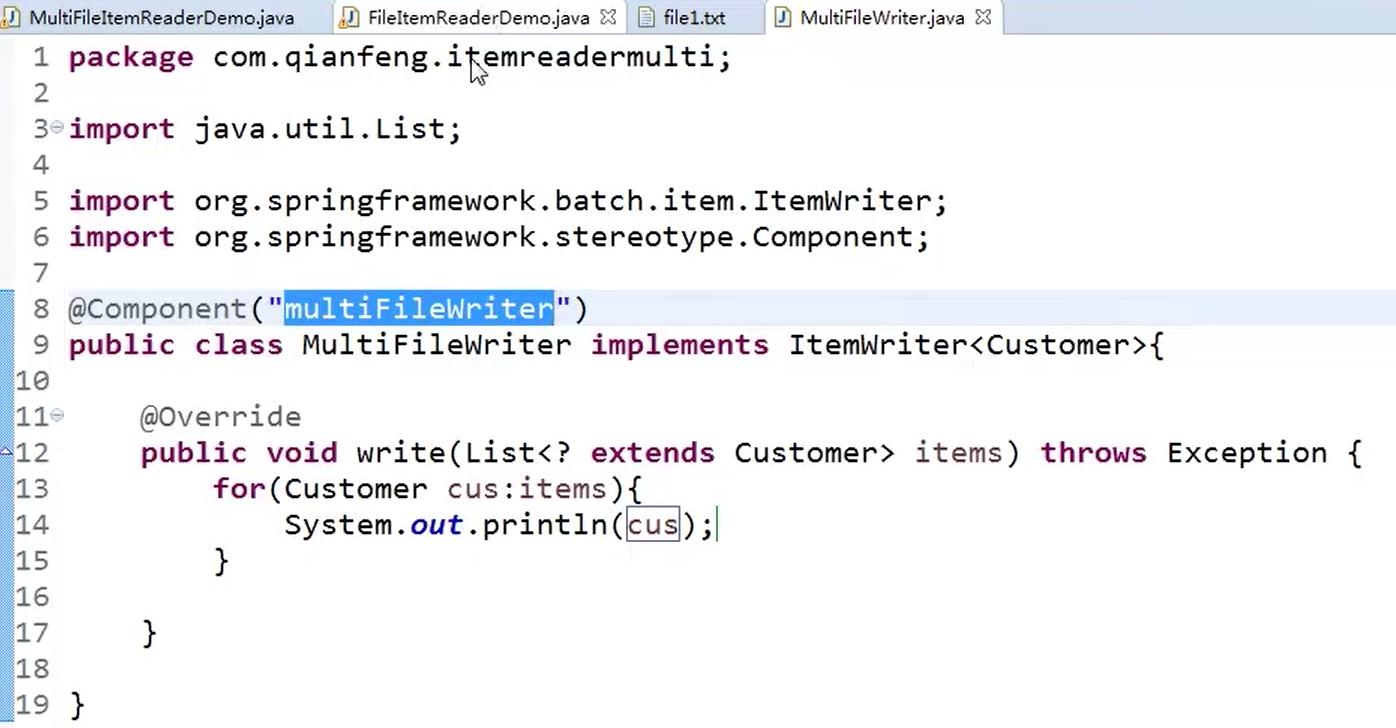 MultiFileItemReaderDemo.java FileItemReaderDemo.java file1.txt MultiFileWriter.java
1 package com.qianfeng.itemreadermulti;
2
3 import java.util.List;
4
5 import org.springframework.batch.item.ItemWriter;
6 import org.springframework.stereotype.Component;
7
8 @Component("multiFileWriter")
9 public class MultiFileWriter implements ItemWriter<Customer>{
10
11     @Override
12     public void write(List<? extends Customer> items) throws Exception {
13         for(Customer cus:items){
14             System.out.println(cus);
15         }
16
17     }
18
19 }